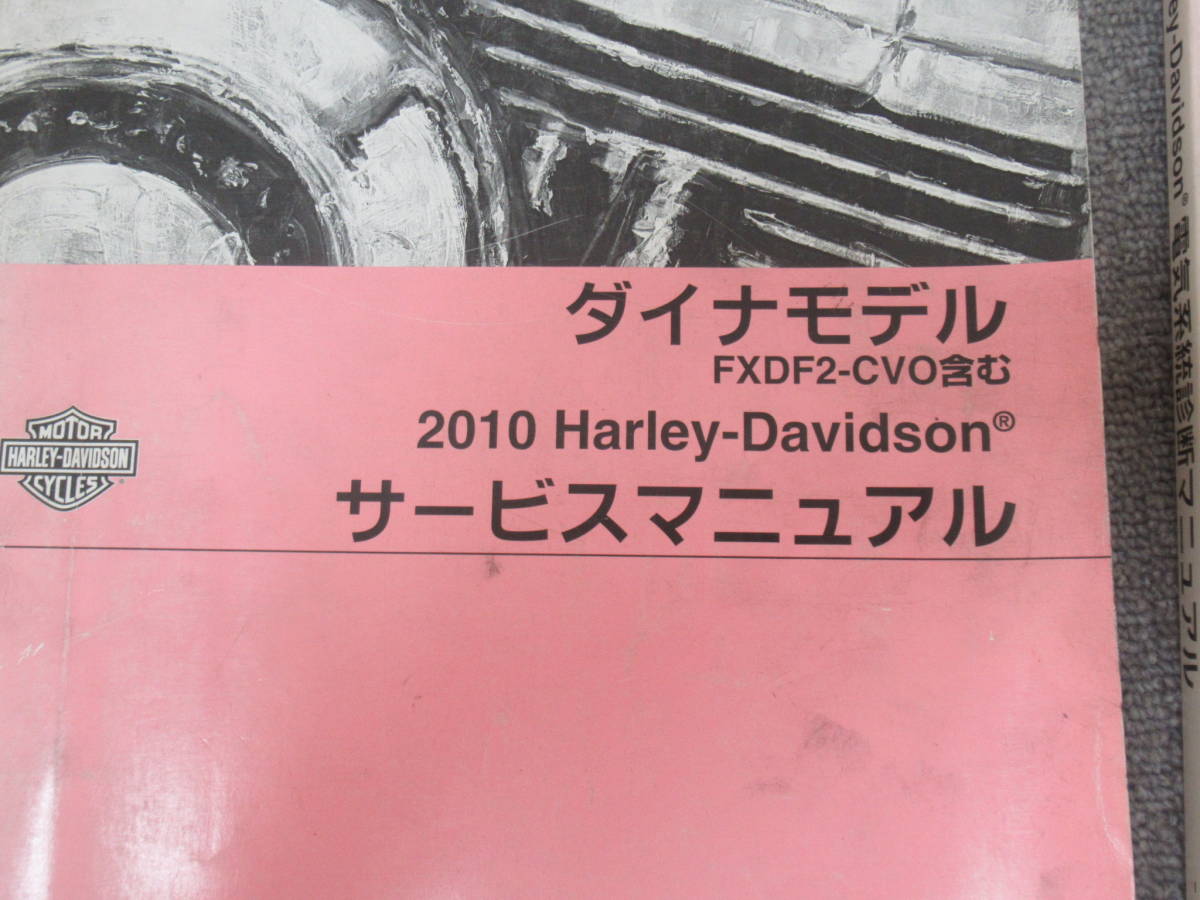 ダイナモデル
FXDF2-CVO含む
2010 Harley-Davidson®
サービスマニュアル
MOTOR
HARLEY-DAVIDSON
CYCLES
ley-Davidson® 電気系統診断マニュアル